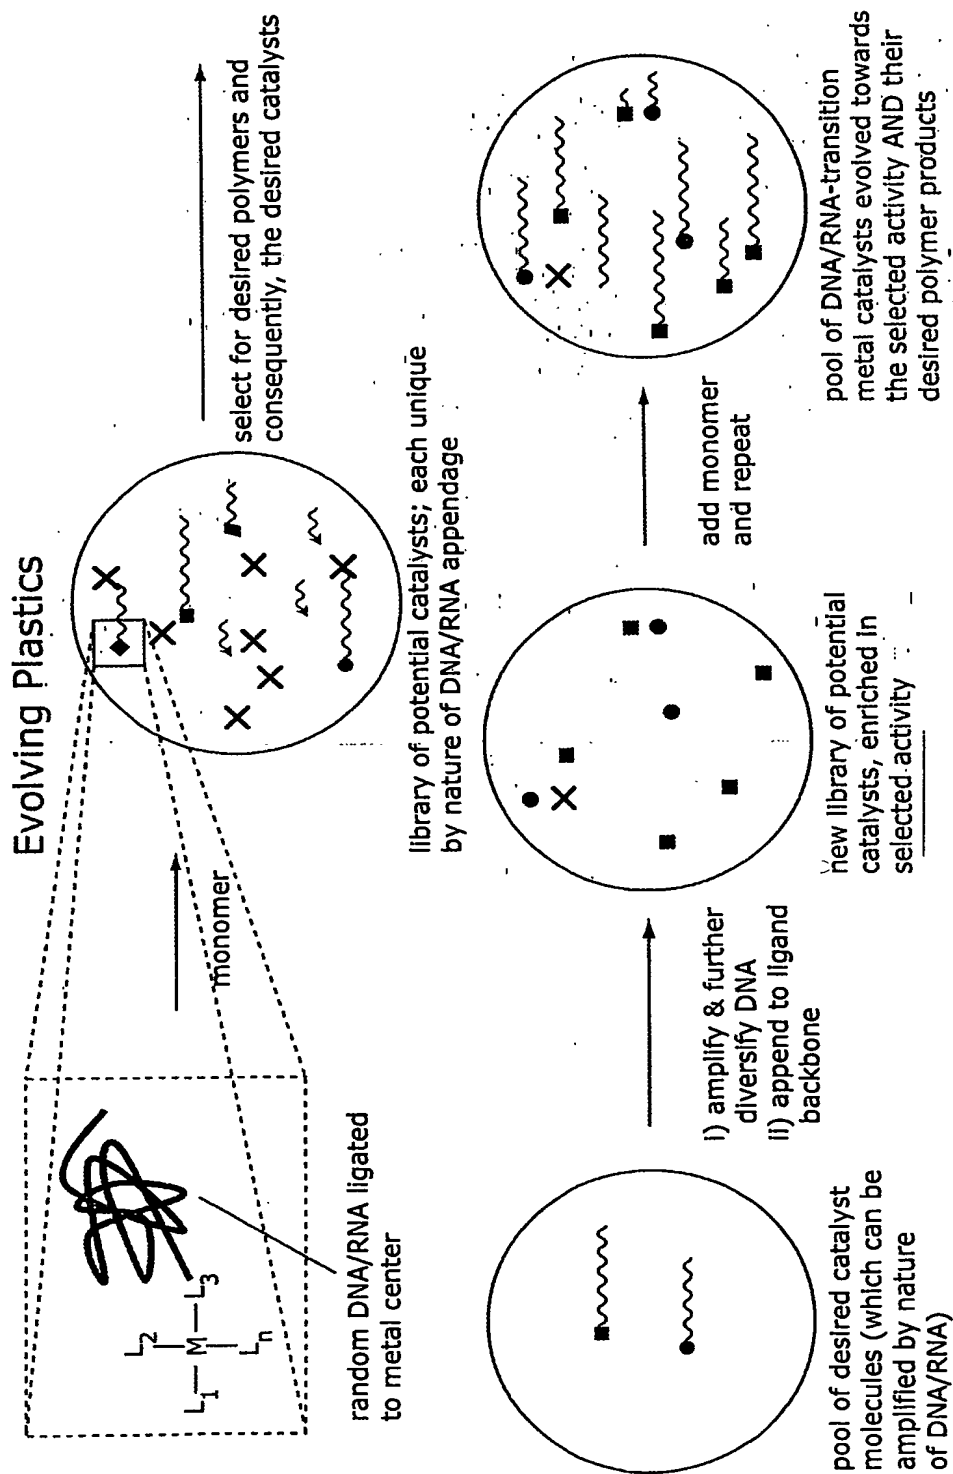 Evolving Plastics
L1
L2
M
L3
Ln
random DNA/RNA ligated
to metal center
monomer
library of potential catalysts; each unique
by nature of DNA/RNA appendage
select for desired polymers and
consequently, the desired catalysts
pool of desired catalyst
molecules (which can be
amplified by nature
of DNA/RNA)
i) amplify & further
diversify DNA
ii) append to ligand
backbone
new library of potential
catalysts, enriched in
selected activity
add monomer
and repeat
pool of DNA/RNA-transition
metal catalysts evolved towards
the selected activity AND their
desired polymer products